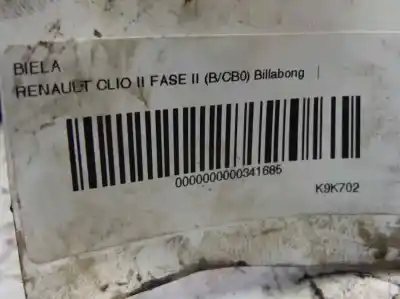 BIELA
RENAULT CLIO II FASE II (B/CB0) Billabong |
0000000000341685
K9K702